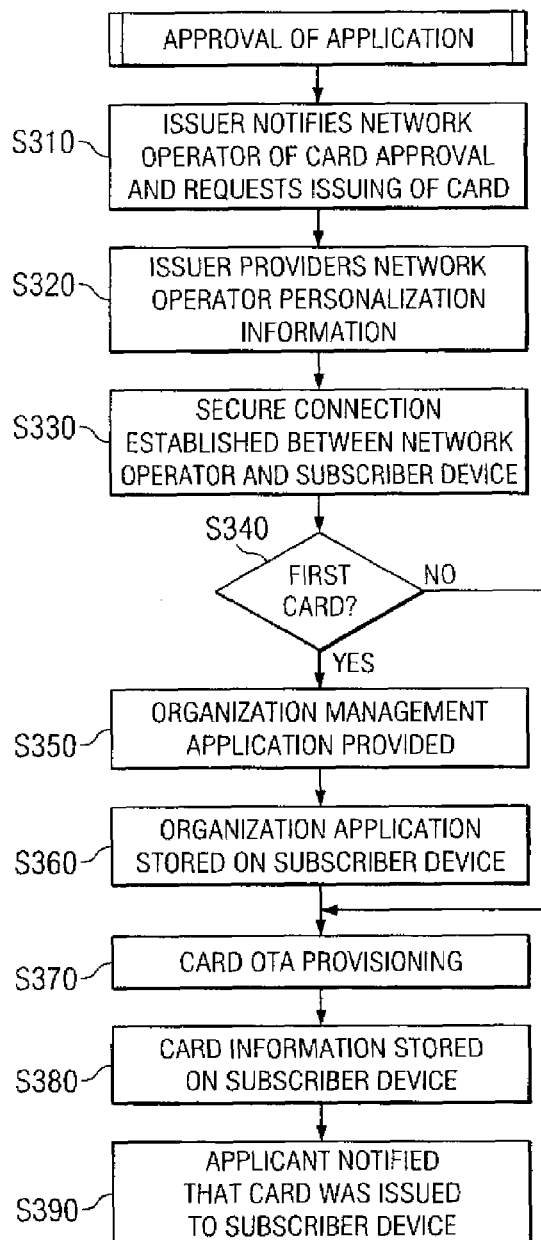 APPROVAL OF APPLICATION
S310
ISSUER NOTIFIES NETWORK
OPERATOR OF CARD APPROVAL
AND REQUESTS ISSUING OF CARD
S320
ISSUER PROVIDERS NETWORK
OPERATOR PERSONALIZATION
INFORMATION
S330
SECURE CONNECTION
ESTABLISHED BETWEEN NETWORK
OPERATOR AND SUBSCRIBER DEVICE
S340
FIRST
CARD?
NO
YES
S350
ORGANIZATION MANAGEMENT
APPLICATION PROVIDED
S360
ORGANIZATION APPLICATION
STORED ON SUBSCRIBER DEVICE
S370
CARD OTA PROVISIONING
S380
CARD INFORMATION STORED
ON SUBSCRIBER DEVICE
S390
APPLICANT NOTIFIED
THAT CARD WAS ISSUED
TO SUBSCRIBER DEVICE